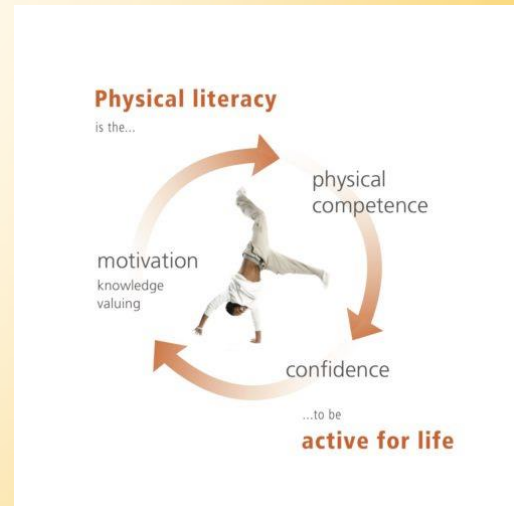 Physical literacy
is the...
physical
competence
motivation
knowledge
valuing
confidence
...to be
active for life